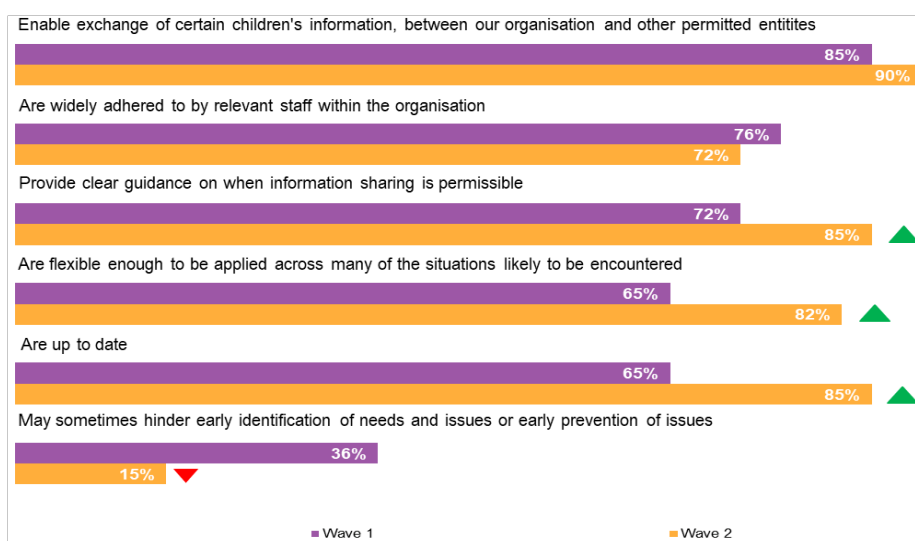 Enable exchange of certain children's information, between our organisation and other permitted entitites
85%
90%
Are widely adhered to by relevant staff within the organisation
76%
72%
Provide clear guidance on when information sharing is permissible
72%
85%
Are flexible enough to be applied across many of the situations likely to be encountered
65%
82%
Are up to date
65%
85%
May sometimes hinder early identification of needs and issues or early prevention of issues
36%
15%
Wave 1 Wave 2